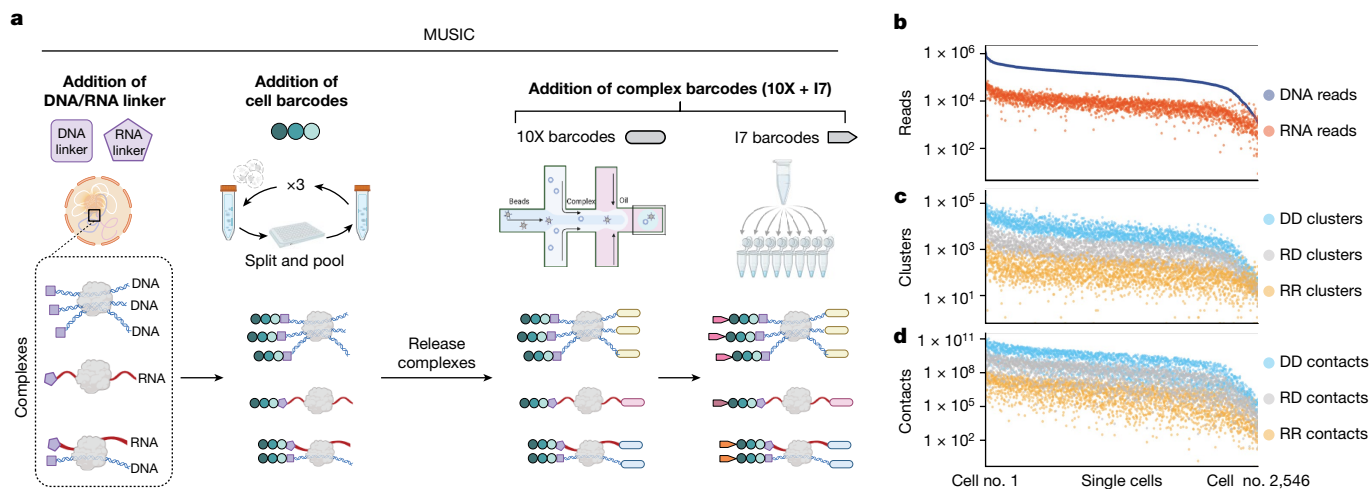 a
MUSIC
Addition of
DNA/RNA linker
DNA
linker
RNA
linker
Addition of
cell barcodes
×3
Split and pool
Addition of complex barcodes (10X + I7)
10X barcodes
I7 barcodes
Beads
Complex
Oil
Complexes
DNA
DNA
DNA
RNA
RNA
DNA
Release
complexes
b
1 × 10⁶
1 × 10⁴
1 × 10²
Reads
DNA reads
RNA reads
c
1 × 10⁵
1 × 10³
1 × 10¹
Clusters
DD clusters
RD clusters
RR clusters
d
1 × 10¹¹
1 × 10⁸
1 × 10⁵
1 × 10²
Contacts
DD contacts
RD contacts
RR contacts
Cell no. 1
Single cells
Cell no. 2,546